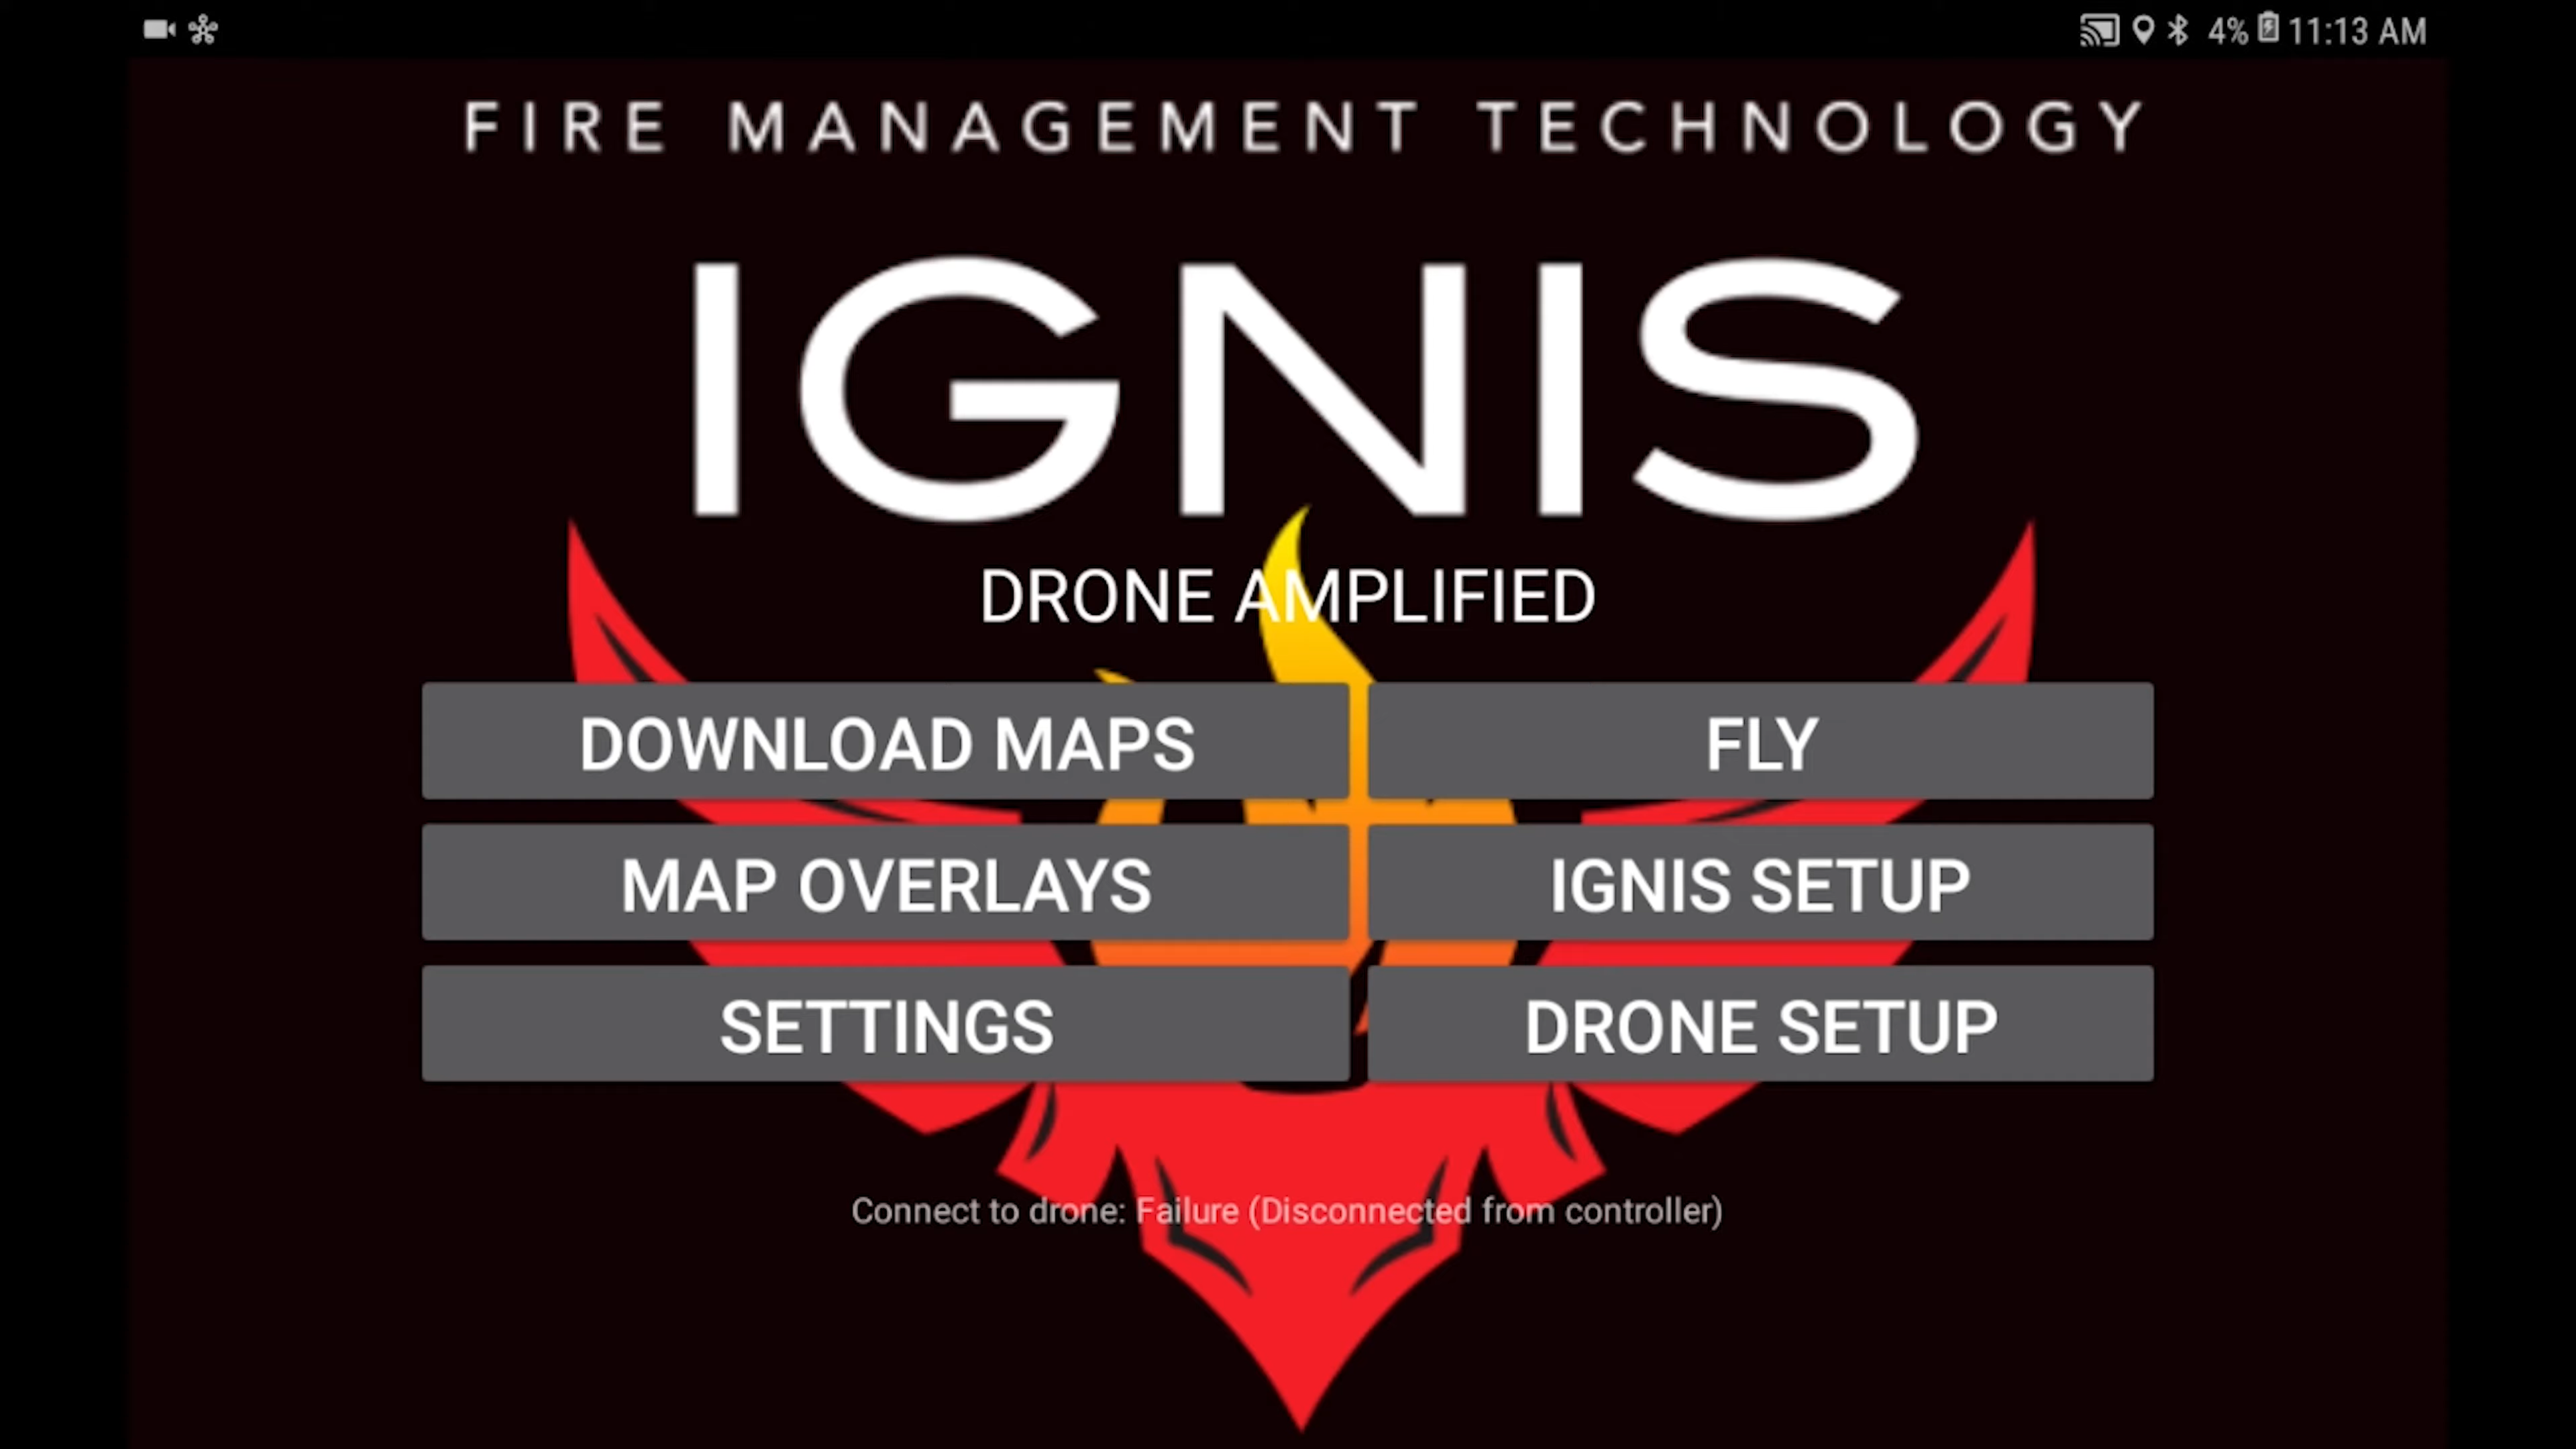 4% 11:13 AM
FIRE MANAGEMENT TECHNOLOGY
IGNIS
DRONE AMPLIFIED
DOWNLOAD MAPS
FLY
MAP OVERLAYS
IGNIS SETUP
SETTINGS
DRONE SETUP
Connect to drone: Failure (Disconnected from controller)